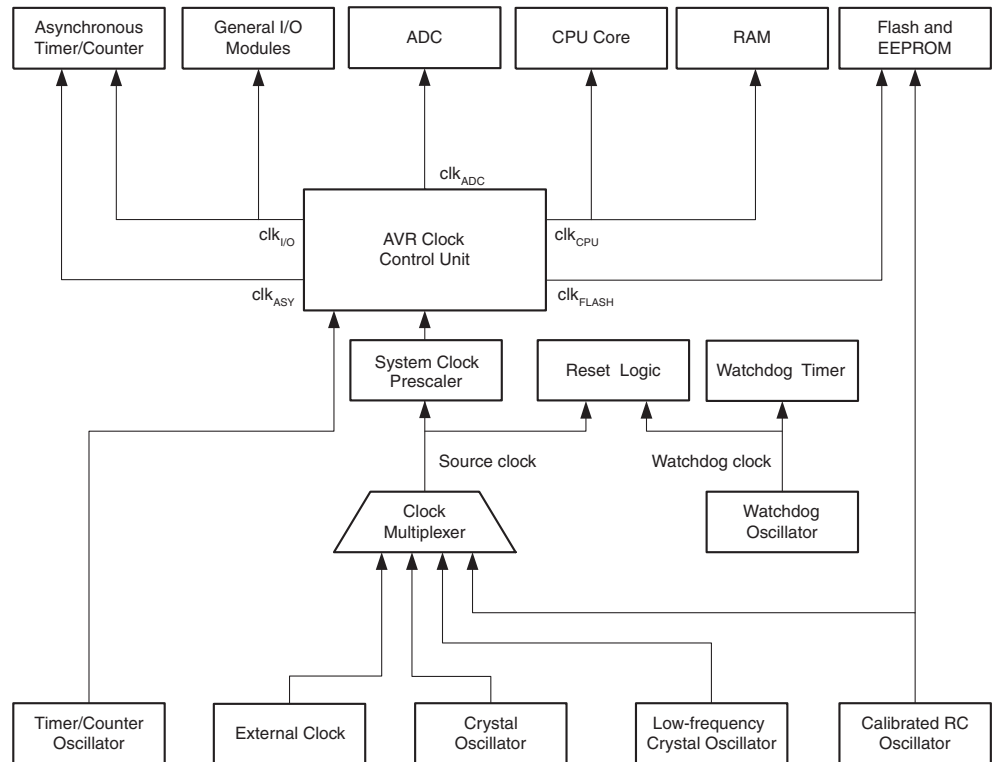 Asynchronous
Timer/Counter
General I/O
Modules
ADC
CPU Core
RAM
Flash and
EEPROM
clkADC
clkI/O
AVR Clock
Control Unit
clkCPU
clkASY
clkFLASH
System Clock
Prescaler
Reset Logic
Watchdog Timer
Source clock
Watchdog clock
Clock
Multiplexer
Watchdog
Oscillator
Timer/Counter
Oscillator
External Clock
Crystal
Oscillator
Low-frequency
Crystal Oscillator
Calibrated RC
Oscillator